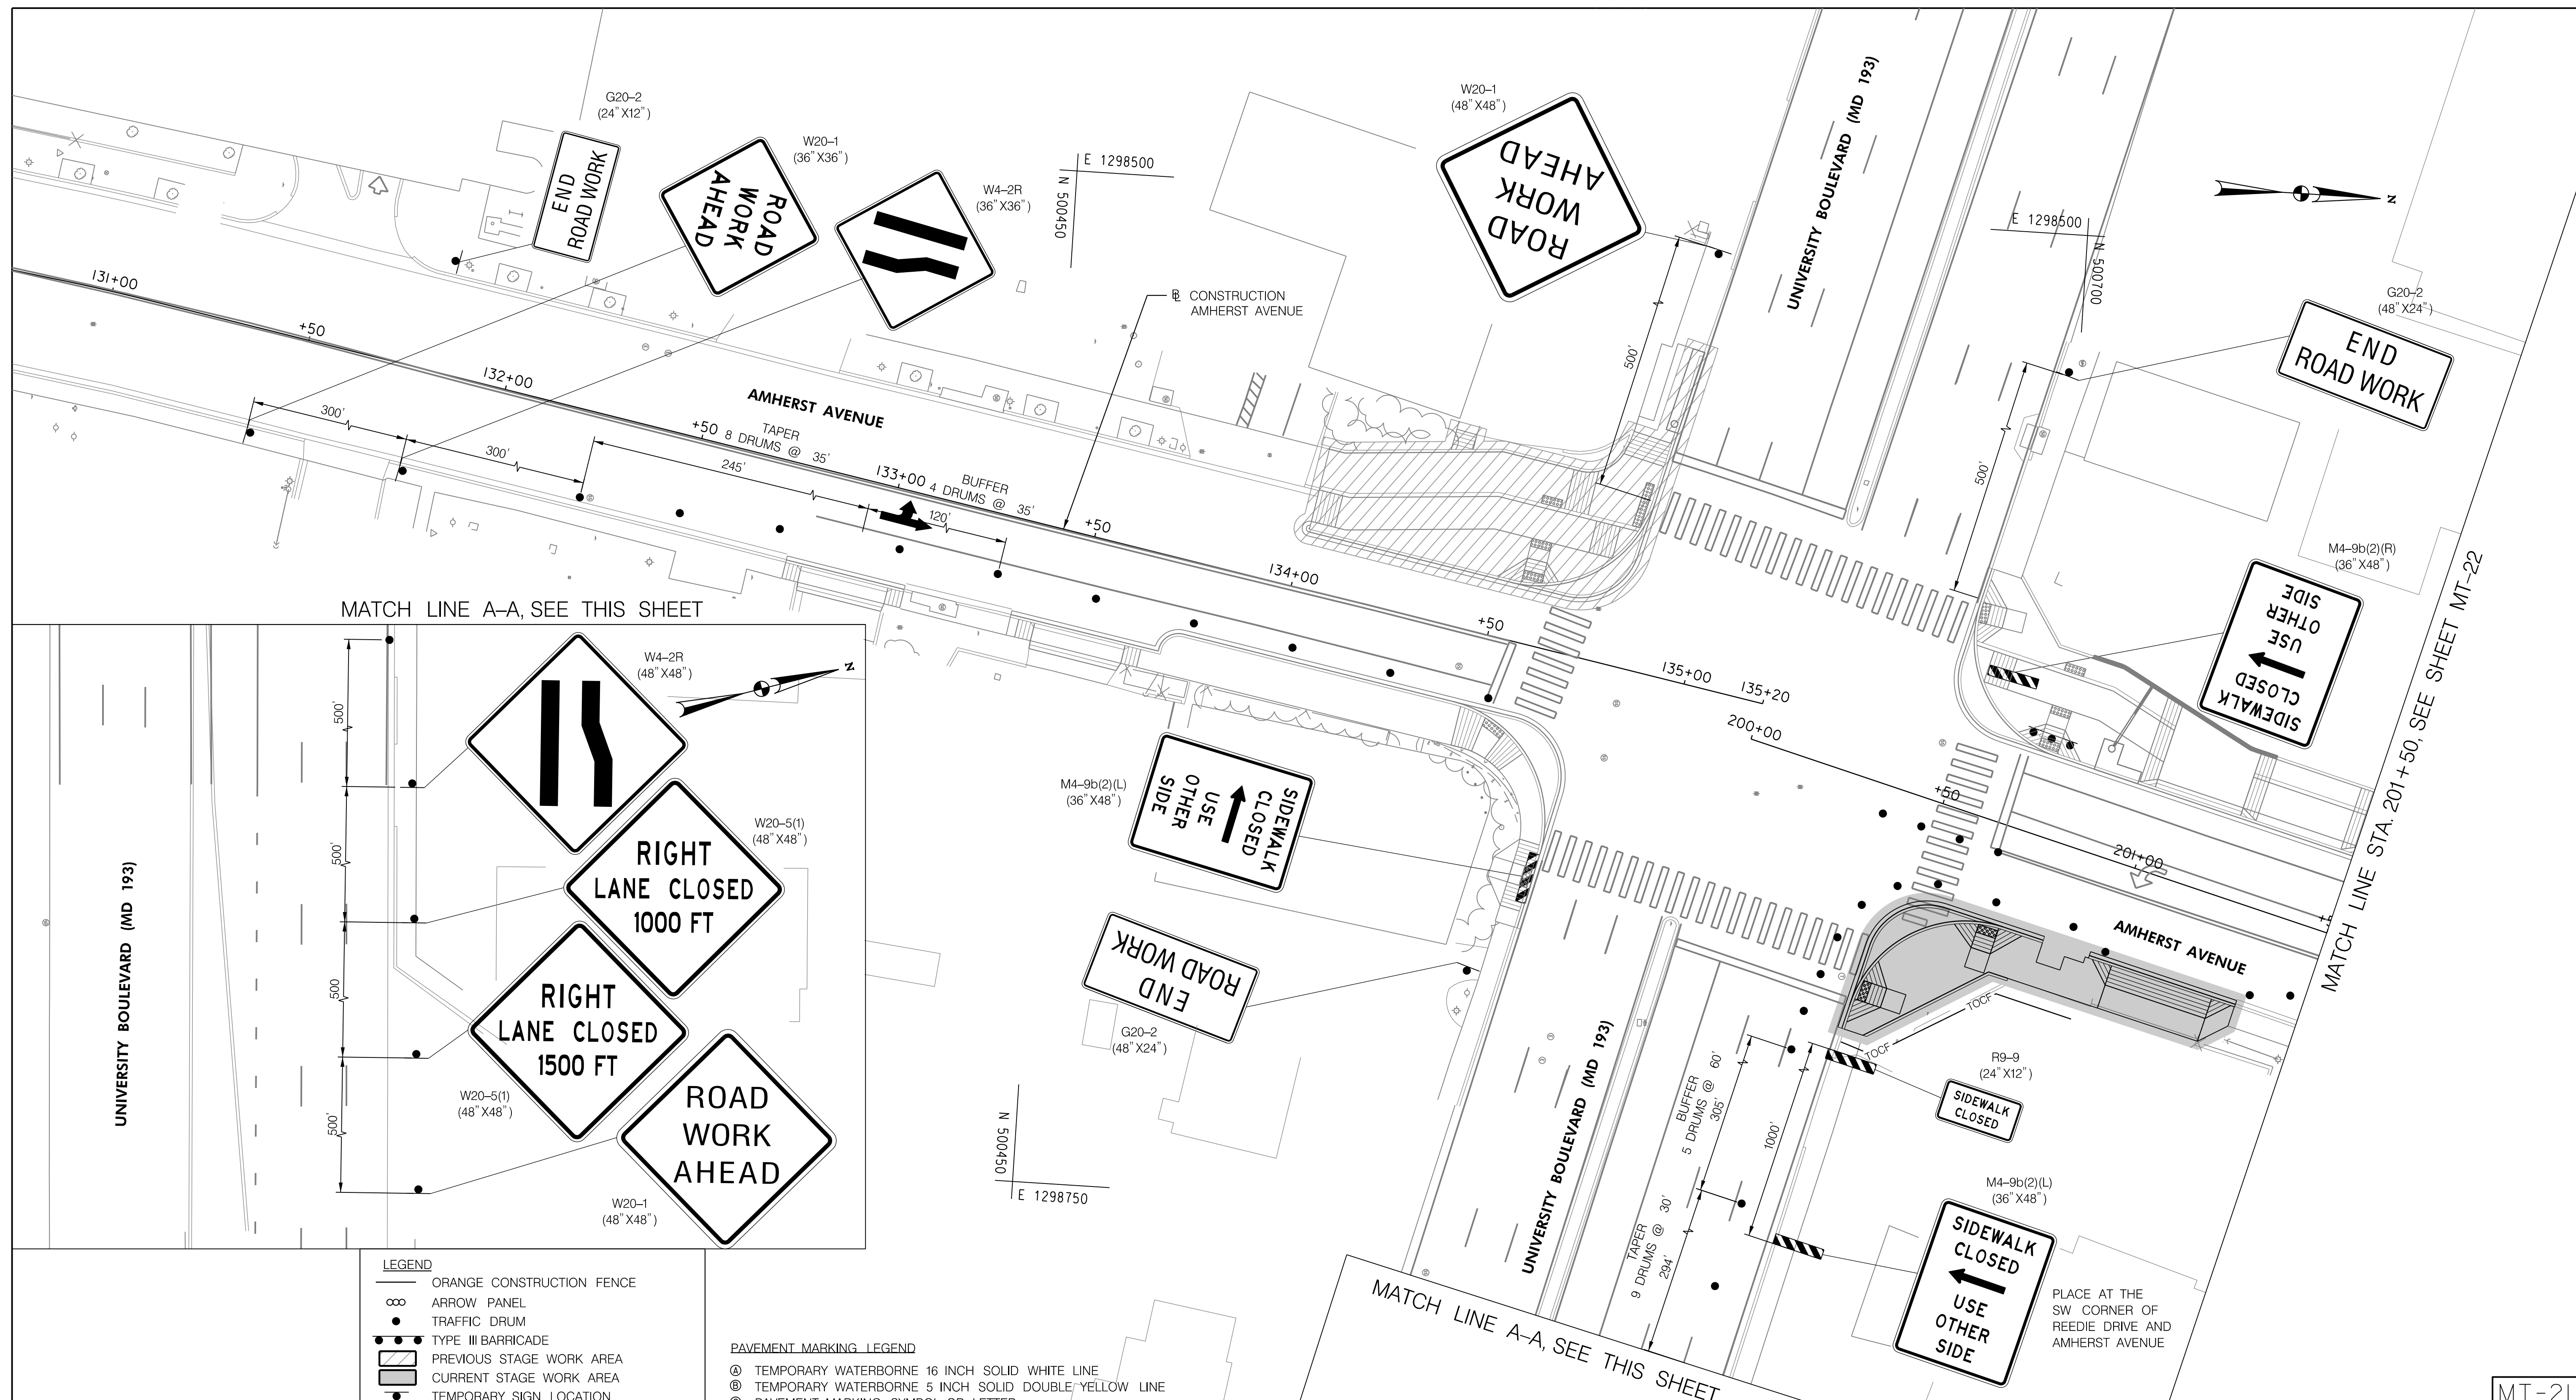 G20–2
(24"X12")
END
ROAD WORK
W20–1
(36"X36")
ROAD
WORK
AHEAD
W4–2R
(36"X36")
E 1298500
N 500450
W20–1
(48"X48")
ROAD
WORK
AHEAD
UNIVERSITY BOULEVARD (MD 193)
N
E 1298500
N 500700
G20–2
(48"X24")
END
ROAD WORK
131+00
+50
132+00
+50
133+00
+50
134+00
+50
135+00
135+20
200+00
+50
201+00
AMHERST AVENUE
℄ CONSTRUCTION
AMHERST AVENUE
300'
300'
TAPER
8 DRUMS @ 35'
245'
BUFFER
4 DRUMS @ 35'
120'
500'
500'
M4–9b(2)(R)
(36"X48")
SIDEWALK
CLOSED
USE
OTHER
SIDE
MATCH LINE STA. 201+50, SEE SHEET MT-22
MATCH LINE A–A, SEE THIS SHEET
W4–2R
(48"X48")
N
500'
500'
500
500'
W20–5(1)
(48"X48")
RIGHT
LANE CLOSED
1000 FT
RIGHT
LANE CLOSED
1500 FT
W20–5(1)
(48"X48")
ROAD
WORK
AHEAD
W20–1
(48"X48")
UNIVERSITY BOULEVARD (MD 193)
M4–9b(2)(L)
(36"X48")
SIDEWALK
CLOSED
USE
OTHER
SIDE
END
ROAD WORK
G20–2
(48"X24")
N 500450
E 1298750
UNIVERSITY BOULEVARD (MD 193)
BUFFER
5 DRUMS @ 60'
305'
1000'
TAPER
9 DRUMS @ 30'
294'
AMHERST AVENUE
TOCF
TOCF
R9–9
(24"X12")
SIDEWALK
CLOSED
M4–9b(2)(L)
(36"X48")
SIDEWALK
CLOSED
USE
OTHER
SIDE
PLACE AT THE
SW CORNER OF
REEDIE DRIVE AND
AMHERST AVENUE
MATCH LINE A–A, SEE THIS SHEET
LEGEND
ORANGE CONSTRUCTION FENCE
ARROW PANEL
TRAFFIC DRUM
TYPE III BARRICADE
PREVIOUS STAGE WORK AREA
CURRENT STAGE WORK AREA
TEMPORARY SIGN LOCATION
PAVEMENT MARKING LEGEND
Ⓐ TEMPORARY WATERBORNE 16 INCH SOLID WHITE LINE
Ⓑ TEMPORARY WATERBORNE 5 INCH SOLID DOUBLE YELLOW LINE
PAVEMENT MARKING SYMBOL OR LETTER